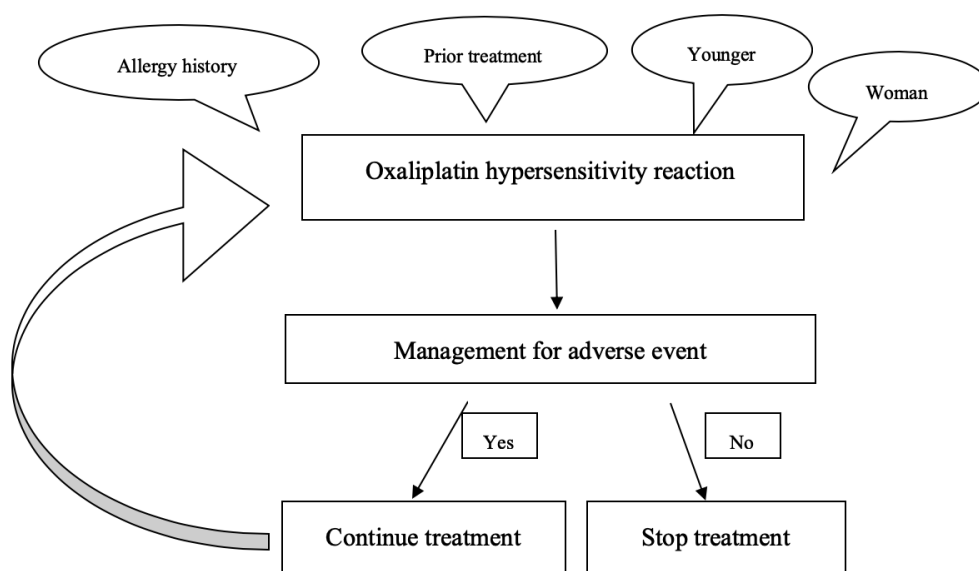 Allergy history
Prior treatment
Younger
Woman
Oxaliplatin hypersensitivity reaction
Management for adverse event
Yes
No
Continue treatment
Stop treatment